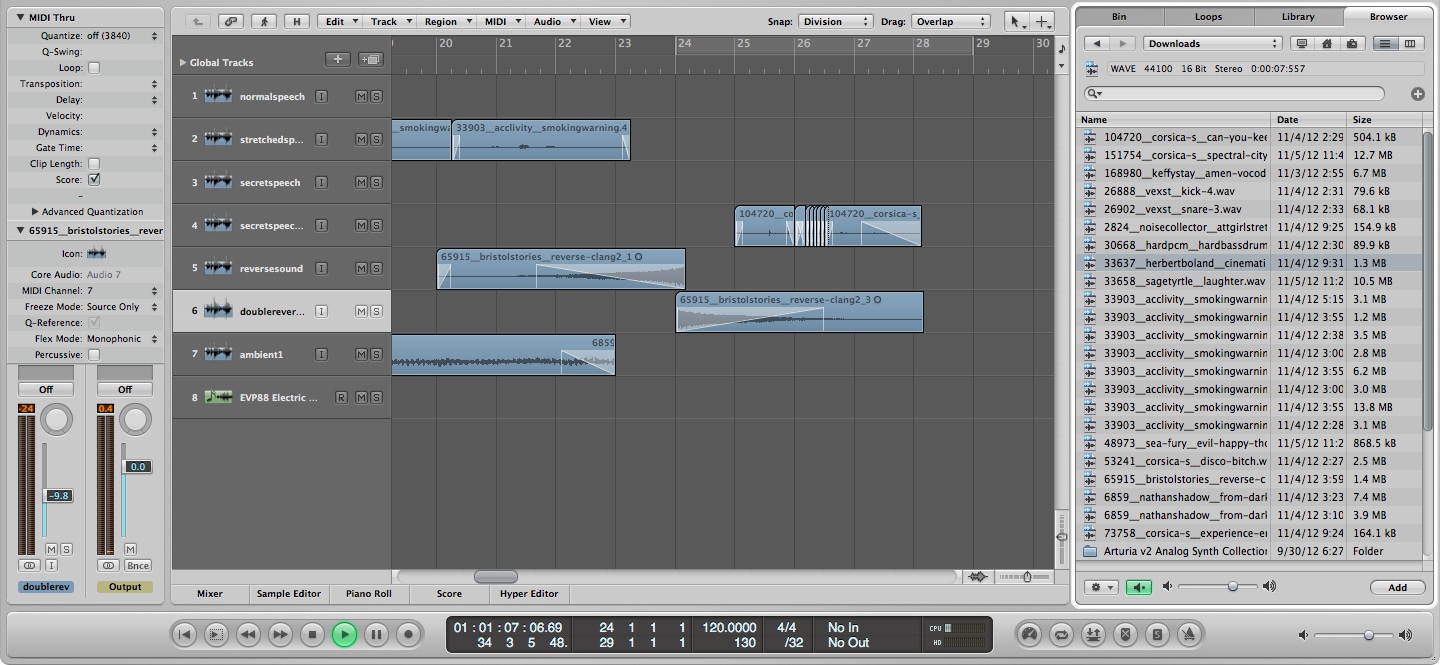 MIDI Thru
Quantize: off (3840)
Q-Swing:
Loop:
Transposition:
Delay:
Velocity:
Dynamics:
Gate Time:
Clip Length:
Score:
Advanced Quantization
65915__bristolstories__rever
Icon:
Core Audio: Audio 7
MIDI Channel: 7
Freeze Mode: Source Only
Q-Reference:
Flex Mode: Monophonic
Percussive:
Off Off
-24 0.4
0.0
-9.8
M S M
I Bnce
doublerev Output
H Edit Track Region MIDI Audio View Snap: Division Drag: Overlap
20 21 22 23 24 25 26 27 28 29 30
Global Tracks
1 normalspeech I M S
2 stretchedsp... I M S
_smokingwa 33903__acclivity__smokingwarning.4
3 secretspeech I M S
4 secretspeec... I M S
104720__co 104720__corsica-s_
5 reversesound I M S
65915__bristolstories__reverse-clang2_1
6 doublerever... I M S
65915__bristolstories__reverse-clang2_3
7 ambient1 I M S
6859
8 EVP88 Electric ... R M S
Mixer Sample Editor Piano Roll Score Hyper Editor
Bin Loops Library Browser
Downloads
WAVE 44100 16 Bit Stereo 0:00:07:557
Name Date Size
104720__corsica-s__can-you-kee 11/4/12 2:29 504.1 kB
151754__corsica-s__spectral-city 11/5/12 11:4 12.7 MB
168980__keffystay__amen-vocod 11/3/12 2:55 6.7 MB
26888__vexst__kick-4.wav 11/4/12 2:31 79.6 kB
26902__vexst__snare-3.wav 11/4/12 2:33 68.1 kB
2824__noisecollector__attgirlstret 11/4/12 9:25 154.9 kB
30668__hardpcm__hardbassdrum 11/4/12 2:30 89.9 kB
33637__herbertboland__cinemati 11/4/12 9:31 1.3 MB
33658__sagetyrtle__laughter.wav 11/4/12 11:2 10.5 MB
33903__acclivity__smokingwarnin 11/4/12 5:15 3.1 MB
33903__acclivity__smokingwarnin 11/4/12 3:55 1.2 MB
33903__acclivity__smokingwarnin 11/4/12 2:38 3.5 MB
33903__acclivity__smokingwarnin 11/4/12 3:00 2.8 MB
33903__acclivity__smokingwarnin 11/4/12 3:55 6.2 MB
33903__acclivity__smokingwarnin 11/4/12 3:00 3.0 MB
33903__acclivity__smokingwarnin 11/4/12 3:55 13.8 MB
33903__acclivity__smokingwarnin 11/4/12 2:28 3.1 MB
48973__sea-fury__evil-happy-tho 11/5/12 11:2 868.5 kB
53241__corsica-s__disco-bitch.w 11/4/12 2:27 2.5 MB
65915__bristolstories__reverse-c 11/4/12 3:59 1.4 MB
6859__nathanshadow__from-dark 11/4/12 3:23 7.4 MB
6859__nathanshadow__from-dark 11/4/12 3:10 3.9 MB
73758__corsica-s__experience-er 11/4/12 9:24 164.1 kB
Arturia v2 Analog Synth Collection 9/30/12 6:27 Folder
Add
01 : 01 : 07 : 06.69 24 1 1 1 120.0000 4/4 No In CPU
34 3 5 48. 29 1 1 1 130 /32 No Out HD
S